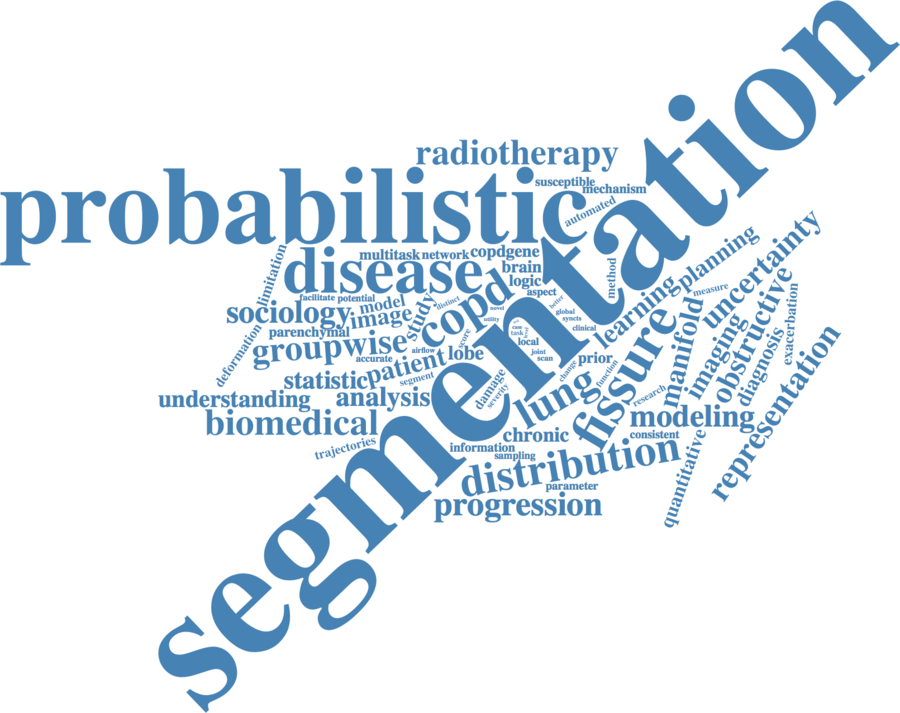 segmentation
probabilistic
radiotherapy
susceptible
mechanism
automated
multitask
network
copdgene
disease
brain
logic
aspect
limitation
facilitate
potential
sociology
model
image
study
distinct
copd
novel
better
global
syncts
method
measure
learning
planning
uncertainty
deformation
parenchymal
groupwise
accurate
airflow
score
utility
can
task
level
local
joint
scan
clinical
prior
change
function
fissure
manifold
imaging
obstructive
diagnosis
exacerbation
patient
lobe
statistic
segment
damage
severity
lung
research
understanding
analysis
biomedical
modeling
representation
trajectories
chronic
consistent
information
sampling
distribution
parameter
progression
quantitative